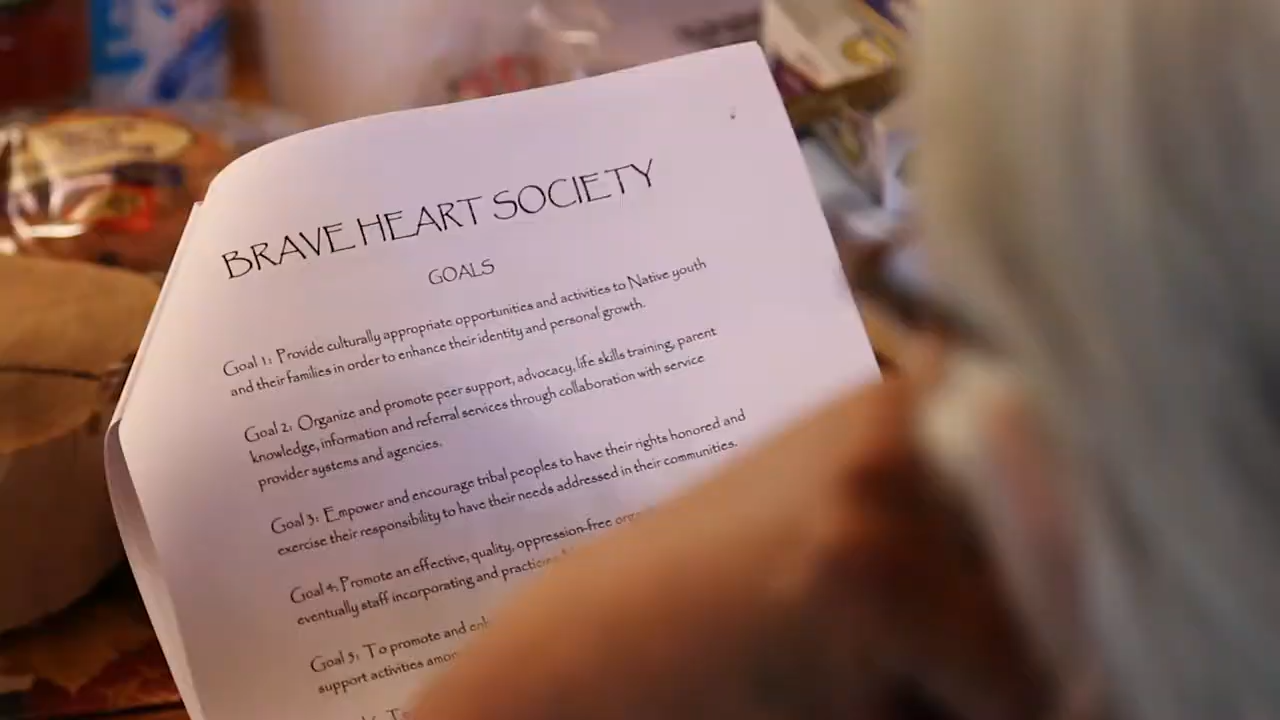 BRAVE HEART SOCIETY
GOALS
Goal 1: Provide culturally appropriate opportunities and activities to Native youth
and their families in order to enhance their identity and personal growth.
Goal 2: Organize and promote peer support, advocacy, life skills training, parent
knowledge, information and referral services through collaboration with service
provider systems and agencies.
Goal 3: Empower and encourage tribal peoples to have their rights honored and
exercise their responsibility to have their needs addressed in their communities.
Goal 4: Promote an effective, quality, oppression-free
eventually staff incorporating and
Goal 5: To promote and
support activities